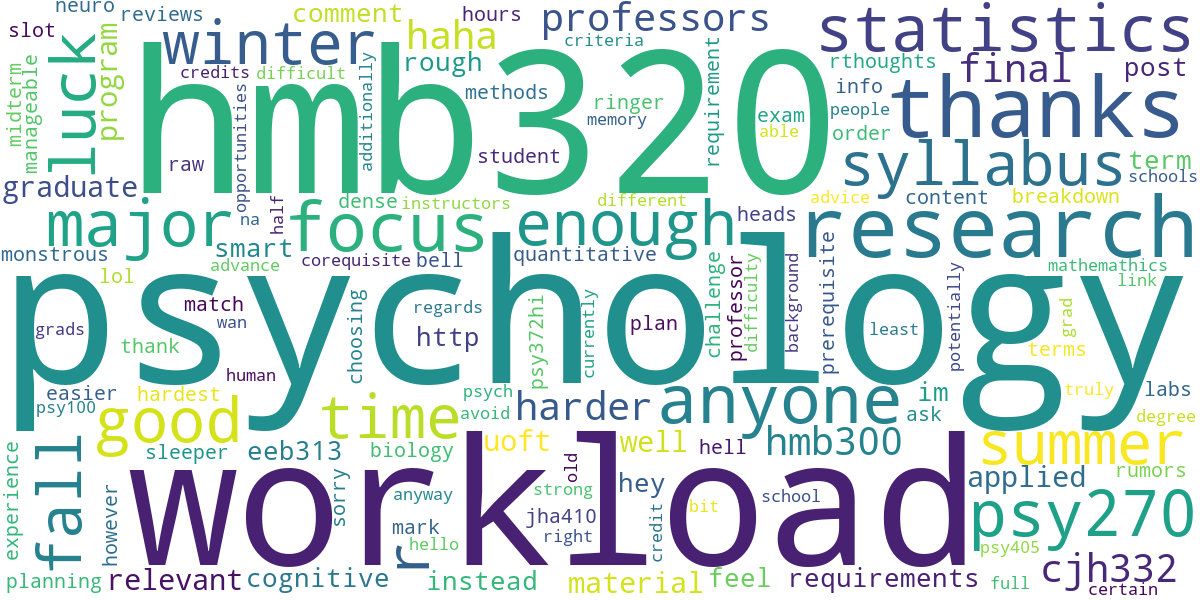 neuro reviews comment hours professors statistics
slot winter haha criteria
luck program credits difficult rough rthoughts final post
midterm manageable hmb320 methods ringer requirement info thanks
opportunities additionally memory exam people
raw student able order syllabus term
graduate schools
half dense instructors different advice content breakdown
major na focus enough heads research
monstrous smart corequisite bell quantitative
lol advance psychology challenge professor difficulty background prerequisite mathemathics link
match regards potentially
grads wan http plan least grad
thank choosing psy372hi currently terms
human
easier hardest psych anyone im truly labs
psy100 good time avoid harder ask degree
fall sleeper eeb313 biology uoft well hell hmb300 summer
experience workload old applied rumors
however sorry anyway strong hey school psy270
mark jha410 credit bit
r hello right psy405
planning relevant cognitive instead material feel requirements full cjh332
certain